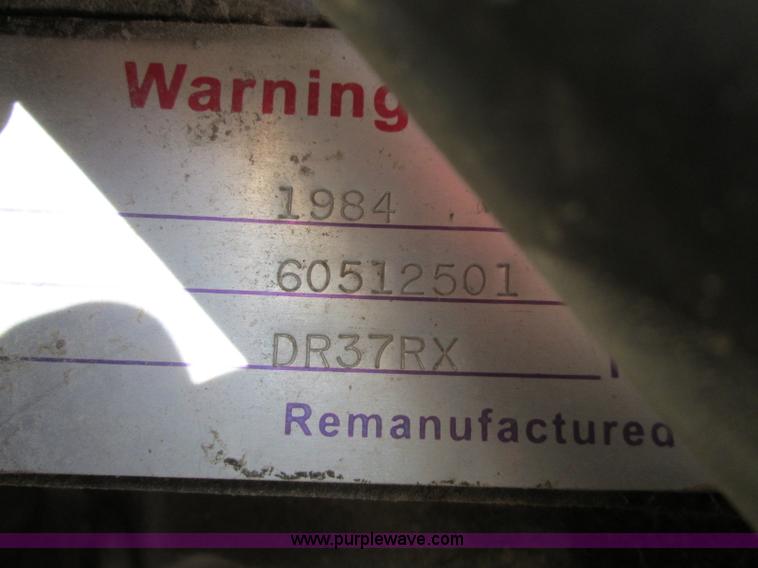 Warning
1984
60512501
DR37RX
Remanufactured
www.purplewave.com